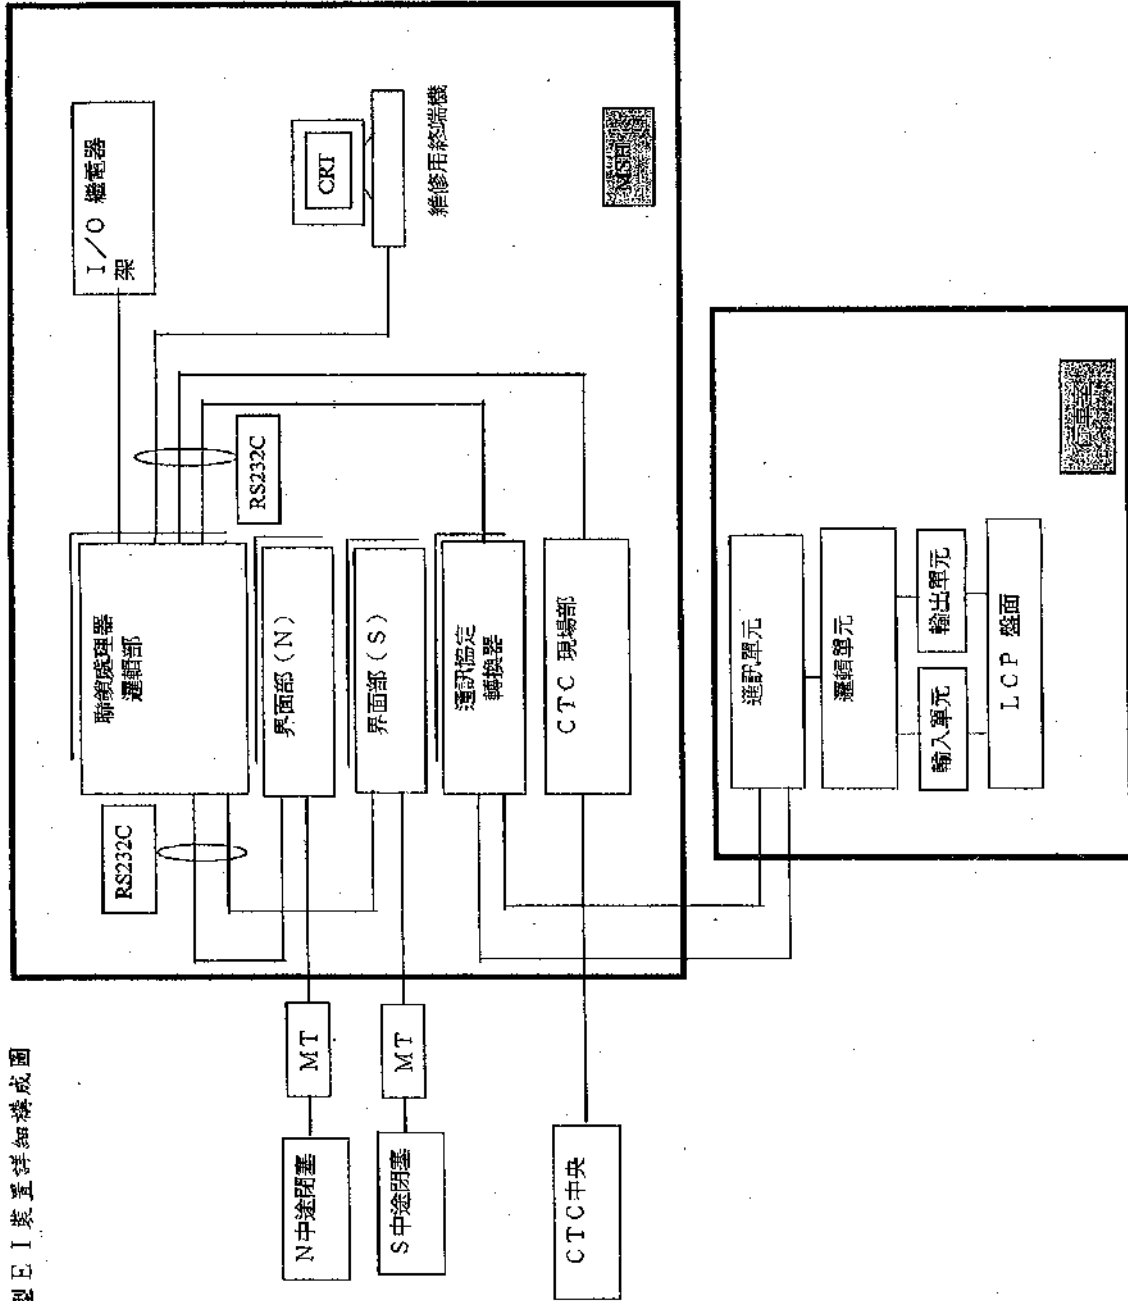 型ＥＩ裝置詳細構成圖
N中途閉塞
MT
S中途閉塞
MT
CTC中央
RS232C
聯鎖處理器
邏輯部
界面部(N)
界面部(S)
通訊協定
轉換器
CTC 現場部
RS232C
I／O 繼電器
架
CRT
維修用終端機
MSH
通訊單元
邏輯單元
輸入單元
輸出單元
LCP 盤面
行車室